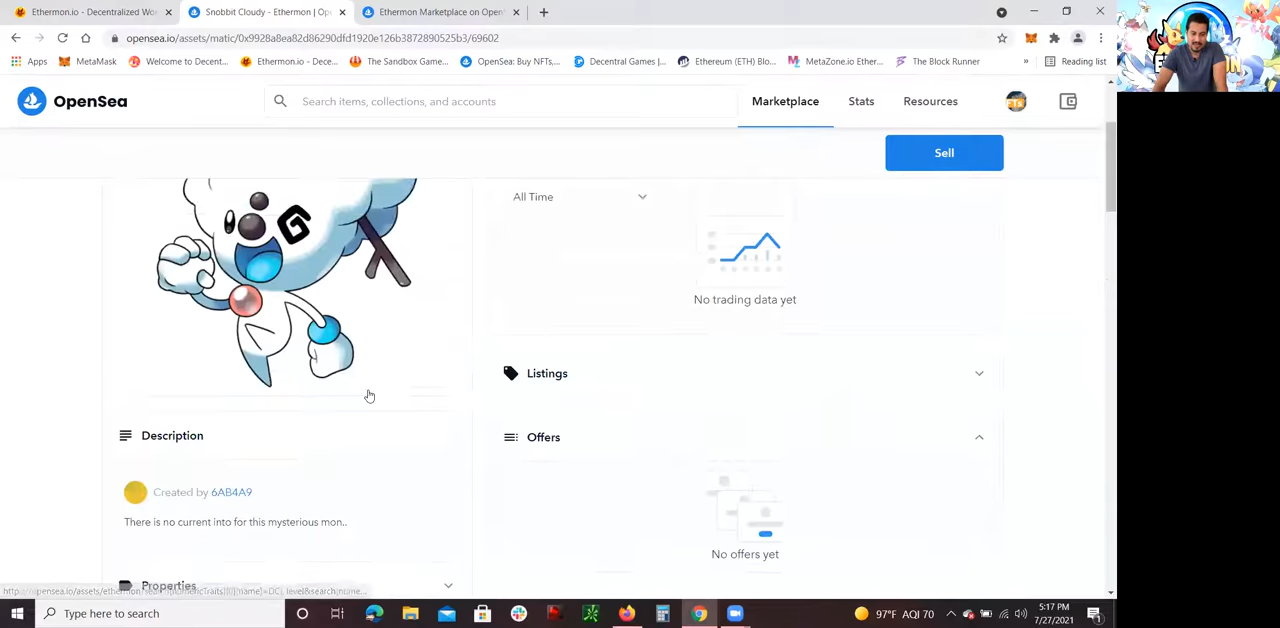 Ethermon.io - Decentralized Wo
Snobbit Cloudy - Ethermon | Op
Ethermon Marketplace on Open
opensea.io/assets/matic/0x9928a8ea82d86290dfd1920e126b3872890525b3/69602
Apps
MetaMask
Welcome to Decent...
Ethermon.io - Dece...
The Sandbox Game...
OpenSea: Buy NFTs,...
Decentral Games |...
Ethereum (ETH) Blo...
MetaZone.io Ether...
The Block Runner
»
Reading list
OpenSea
Search items, collections, and accounts
Marketplace
Stats
Resources
Sell
All Time
No trading data yet
Listings
Description
Offers
Created by 6AB4A9
There is no current into for this mysterious mon..
No offers yet
Properties
Type here to search
97°F AQI 70
5:17 PM
7/27/2021